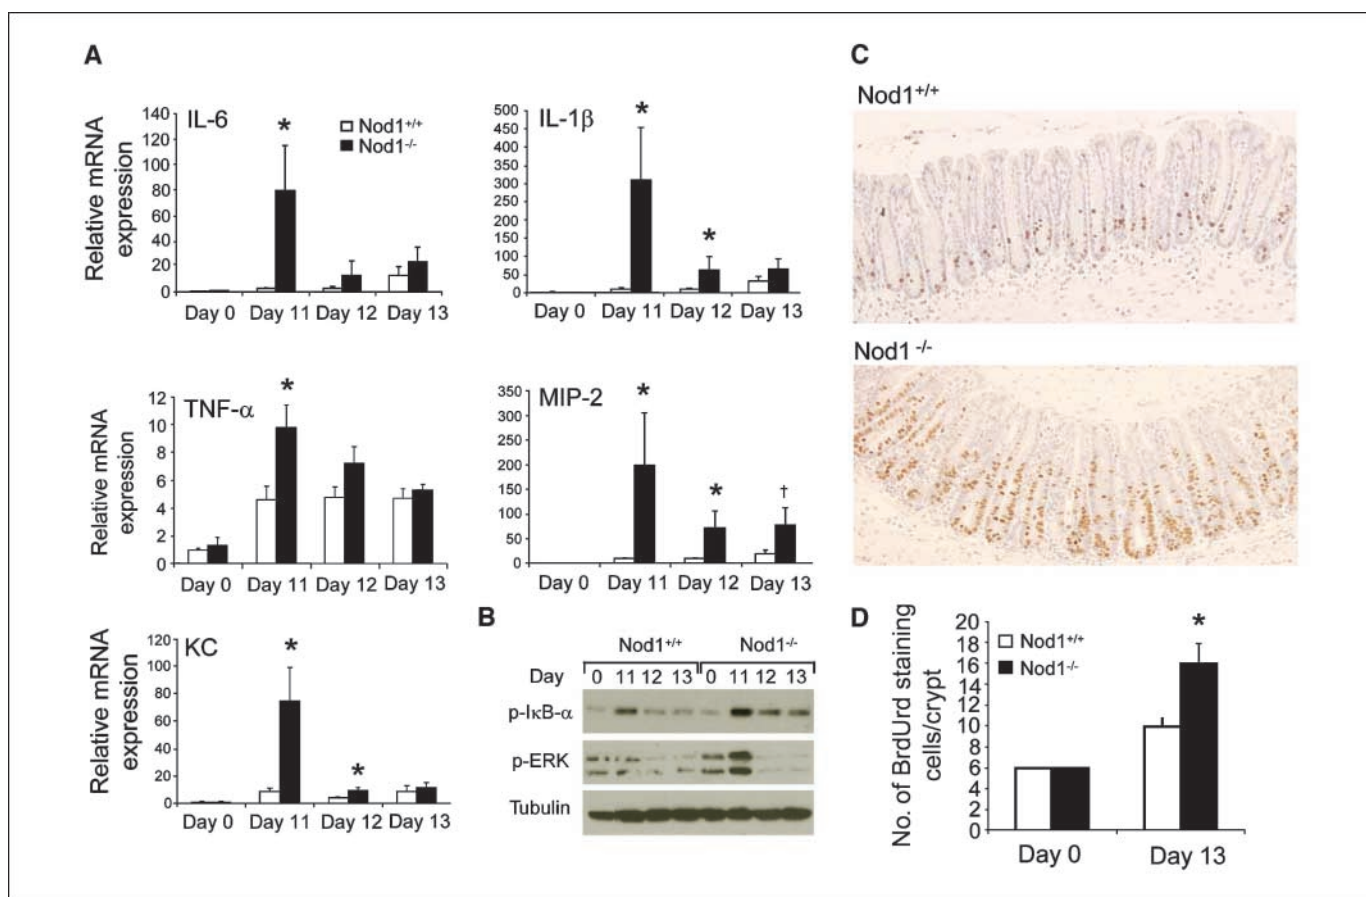 A
IL-6
Relative mRNA
expression
140
120
100
80
60
40
20
0
*
Nod1+/+
Nod1-/-
Day 0 Day 11 Day 12 Day 13
IL-1β
500
450
400
350
300
250
200
150
100
50
0
*
*
Day 0 Day 11 Day 12 Day 13
TNF-α
Relative mRNA
expression
12
10
8
6
4
2
0
*
Day 0 Day 11 Day 12 Day 13
MIP-2
350
300
250
200
150
100
50
0
*
*
†
Day 0 Day 11 Day 12 Day 13
KC
Relative mRNA
expression
120
100
80
60
40
20
0
*
*
Day 0 Day 11 Day 12 Day 13
B
Nod1+/+ Nod1-/-
Day 0 11 12 13 0 11 12 13
p-IκB-α
p-ERK
Tubulin
C
Nod1+/+
Nod1 -/-
D
No. of BrdUrd staining
cells/crypt
20
18
16
14
12
10
8
6
4
2
0
Nod1+/+
Nod1-/-
*
Day 0 Day 13